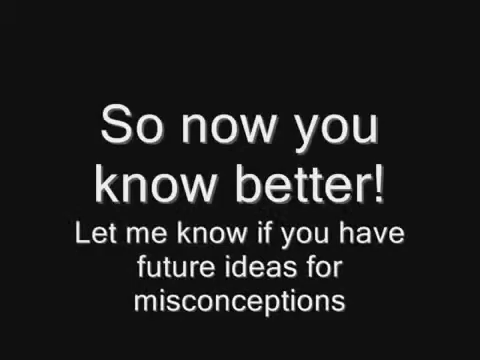 So now you
know better!
Let me know if you have
future ideas for
misconceptions